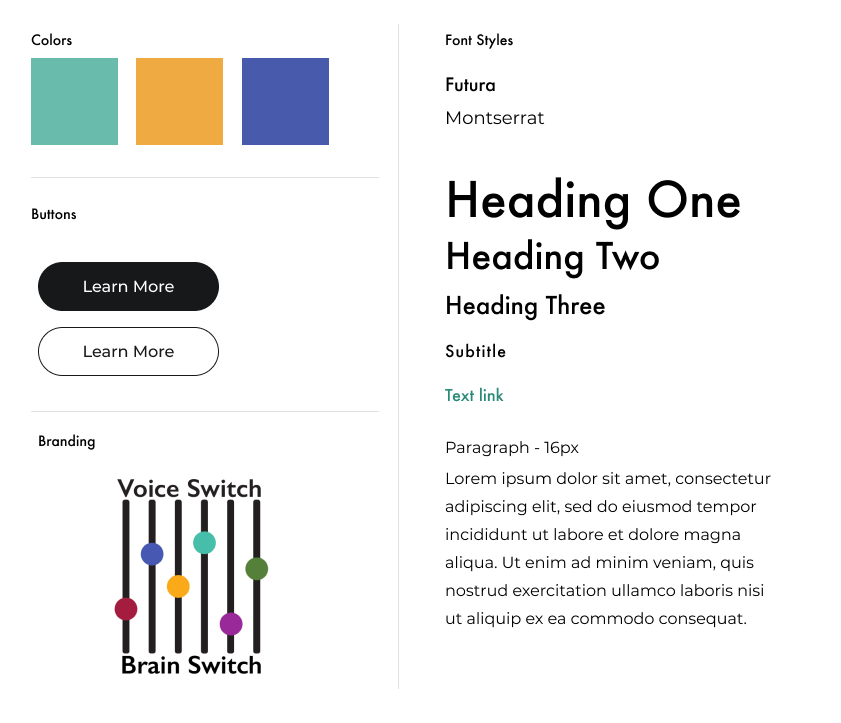 Colors
Buttons
Learn More
Learn More
Branding
Voice Switch
Brain Switch
Font Styles
Futura
Montserrat
Heading One
Heading Two
Heading Three
Subtitle
Text link
Paragraph - 16px
Lorem ipsum dolor sit amet, consectetur
adipiscing elit, sed do eiusmod tempor
incididunt ut labore et dolore magna
aliqua. Ut enim ad minim veniam, quis
nostrud exercitation ullamco laboris nisi
ut aliquip ex ea commodo consequat.